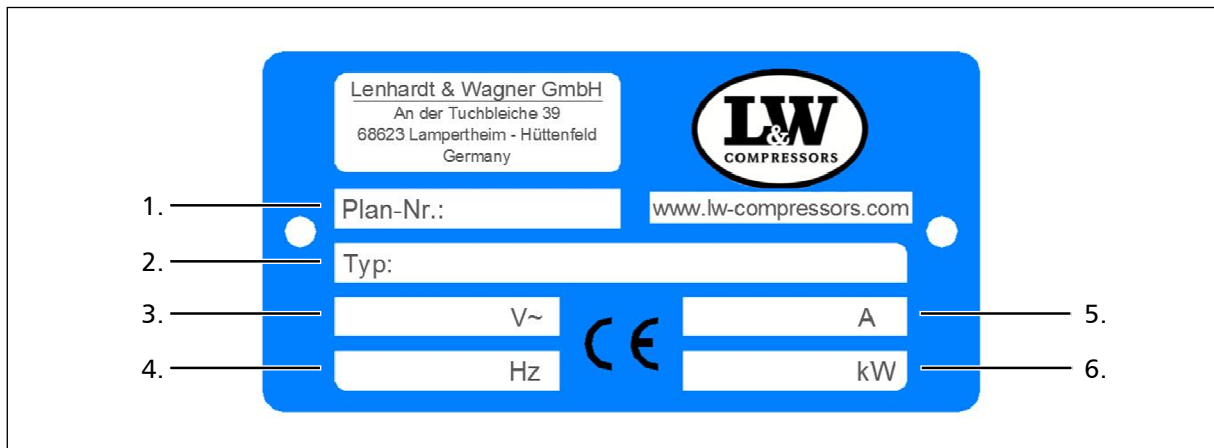 Lenhardt & Wagner GmbH
An der Tuchbleiche 39
68623 Lampertheim - Hüttenfeld
Germany
L&W
COMPRESSORS
1. Plan-Nr.:
www.lw-compressors.com
2. Typ:
3. V~
CE
A 5.
4. Hz
kW 6.